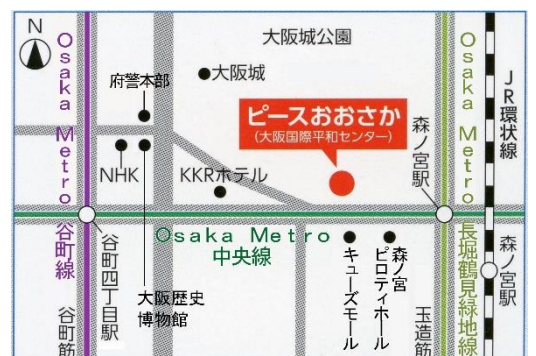 N
大阪城公園
Osaka Metro 谷町線
府警本部
大阪城
ピースおおさか
(大阪国際平和センター)
森ノ宮駅
Osaka Metro 長堀鶴見緑地線
JR環状線
NHK
KKRホテル
Osaka Metro
中央線
谷町四丁目駅
大阪歴史
博物館
キューズモール
森ノ宮
ピロティホール
森ノ宮駅
谷町筋
玉造筋